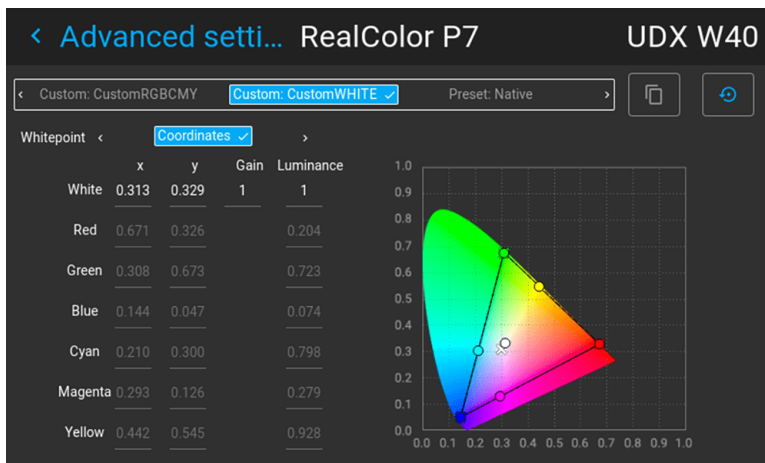 ‹ Advanced setti... RealColor P7 UDX W40
‹ Custom: CustomRGBCMY Custom: CustomWHITE ✓ Preset: Native ›
Whitepoint ‹ Coordinates ✓ ›
x y Gain Luminance
White 0.313 0.329 1 1
Red 0.671 0.326 0.204
Green 0.308 0.673 0.723
Blue 0.144 0.047 0.074
Cyan 0.210 0.300 0.798
Magenta 0.293 0.126 0.279
Yellow 0.442 0.545 0.928
1.0
0.9
0.8
0.7
0.6
0.5
0.4
0.3
0.2
0.1
0.0
0.0 0.1 0.2 0.3 0.4 0.5 0.6 0.7 0.8 0.9 1.0